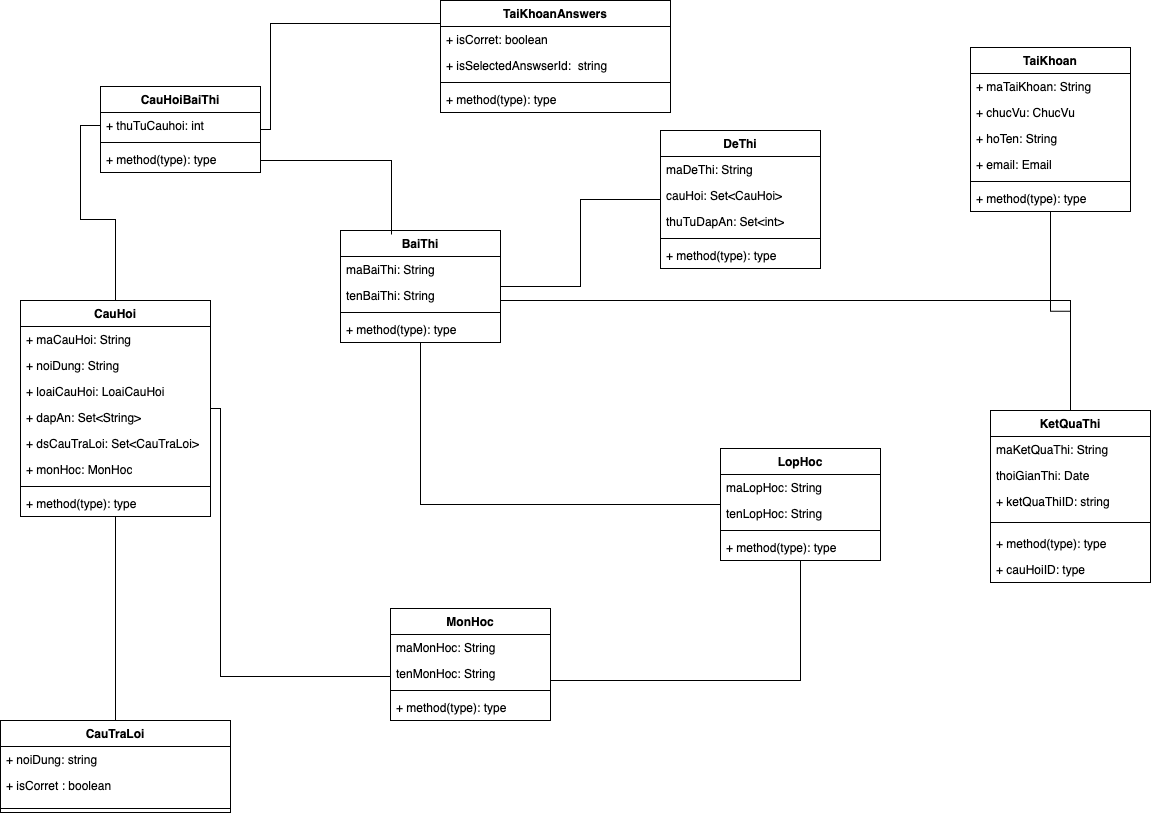 TaiKhoanAnswers
+ isCorret: boolean
+ isSelectedAnswserId: string
+ method(type): type
TaiKhoan
+ maTaiKhoan: String
+ chucVu: ChucVu
+ hoTen: String
+ email: Email
+ method(type): type
CauHoiBaiThi
+ thuTuCauhoi: int
+ method(type): type
DeThi
maDeThi: String
cauHoi: Set<CauHoi>
thuTuDapAn: Set<int>
+ method(type): type
BaiThi
maBaiThi: String
tenBaiThi: String
+ method(type): type
CauHoi
+ maCauHoi: String
+ noiDung: String
+ loaiCauHoi: LoaiCauHoi
+ dapAn: Set<String>
+ dsCauTraLoi: Set<CauTraLoi>
+ monHoc: MonHoc
+ method(type): type
KetQuaThi
maKetQuaThi: String
thoiGianThi: Date
+ ketQuaThiID: string
+ method(type): type
+ cauHoiID: type
LopHoc
maLopHoc: String
tenLopHoc: String
+ method(type): type
MonHoc
maMonHoc: String
tenMonHoc: String
+ method(type): type
CauTraLoi
+ noiDung: string
+ isCorret : boolean